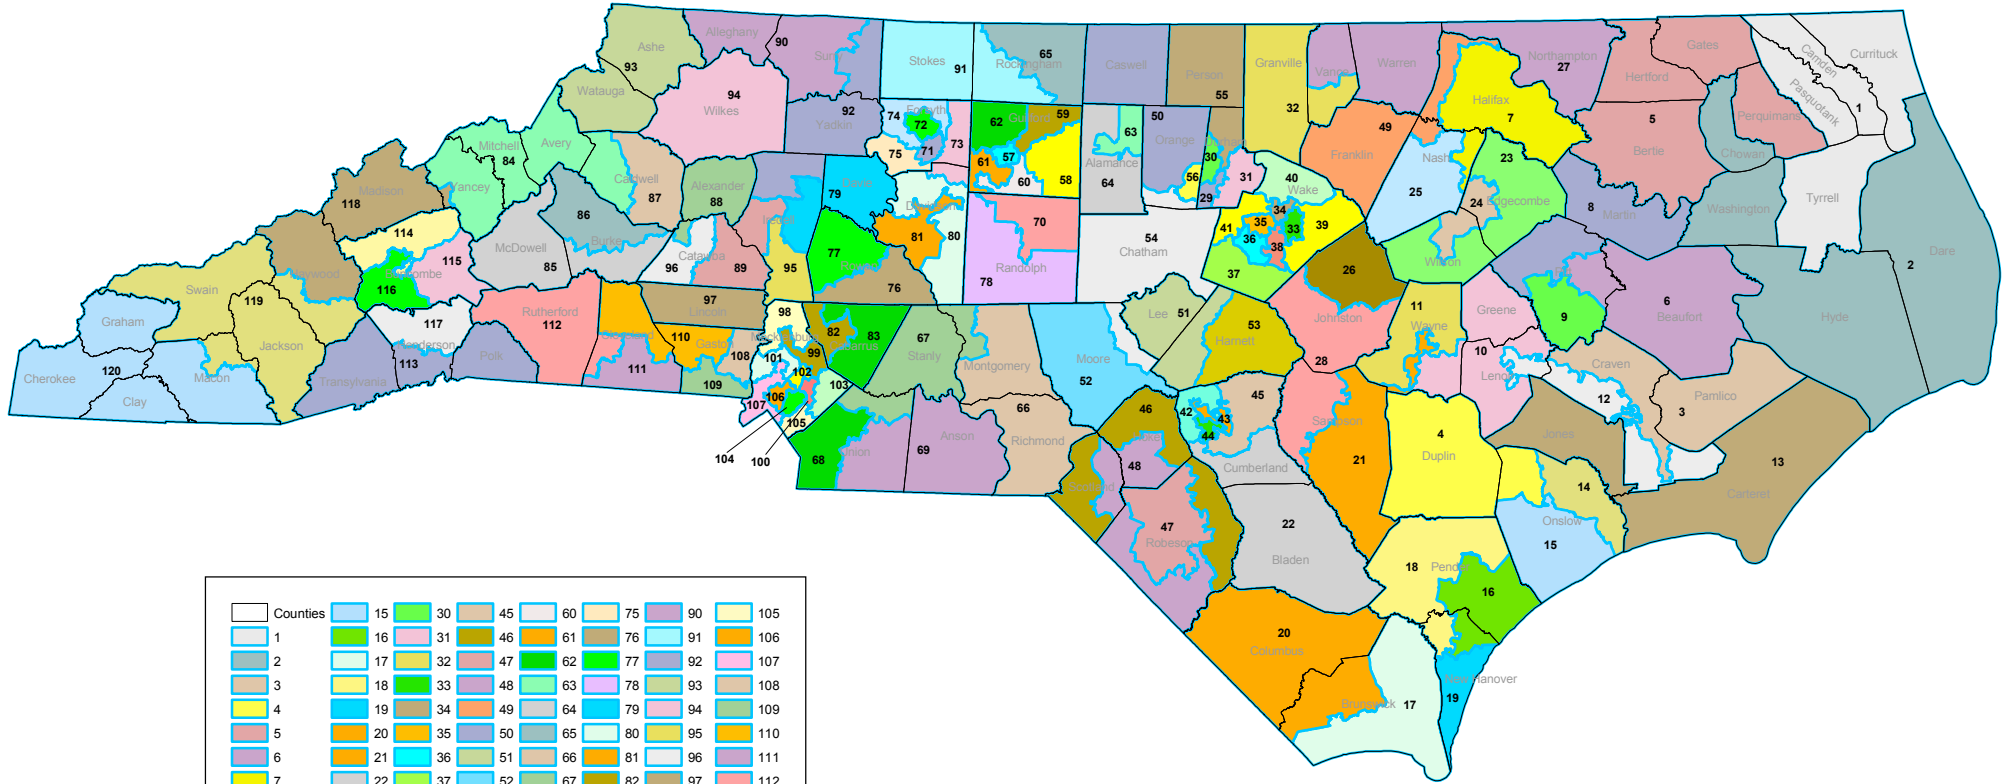 Ashe
93
Watauga
Alleghany
90
Surry
Stokes
91
Rockingham
65
Caswell
Person
55
Granville
32
Vance
Warren
Northampton
27
Halifax
7
Hertford
Gates
Bertie
5
Perquimans
Chowan
Camden
Pasquotank
Currituck
1
Tyrrell
Washington
Martin
8
Dare
2
Hyde
Beaufort
6
Pitt
9
Edgecombe
23
24
Nash
25
Franklin
49
Wilson
Wake
40
31
41
35
34
33
36
38
39
37
Durham
30
29
Orange
50
56
Alamance
63
64
Guilford
59
62
57
61
60
58
Forsyth
74
72
71
75
73
Yadkin
92
Wilkes
94
Caldwell
87
Alexander
88
Avery
Mitchell
84
Yancey
Madison
118
114
Buncombe
115
116
Haywood
Swain
119
Jackson
Graham
Cherokee
120
Clay
Macon
Transylvania
113
Henderson
117
Polk
Rutherford
112
McDowell
85
Burke
86
Catawba
96
89
Iredell
95
Davie
79
Rowan
77
76
Davidson
81
80
Randolph
70
78
Chatham
54
Lee
51
Moore
52
Harnett
53
Johnston
28
26
Wayne
11
Greene
10
Lenoir
Craven
12
Pamlico
3
Jones
Carteret
13
Onslow
14
15
Duplin
4
Sampson
21
Cumberland
42
43
44
45
Hoke
46
48
Scotland
Robeson
47
Bladen
22
Columbus
20
Brunswick
17
New Hanover
19
Pender
18
16
Richmond
66
Montgomery
Stanly
67
Anson
69
Union
68
Cabarrus
82
83
Mecklenburg
98
99
101
102
103
106
107
105
104
100
Lincoln
97
Gaston
110
108
109
Cleveland
111
Counties 15 30 45 60 75 90 105
1 16 31 46 61 76 91 106
2 17 32 47 62 77 92 107
3 18 33 48 63 78 93 108
4 19 34 49 64 79 94 109
5 20 35 50 65 80 95 110
6 21 36 51 66 81 96 111
7 22 37 52 67 82 97 112